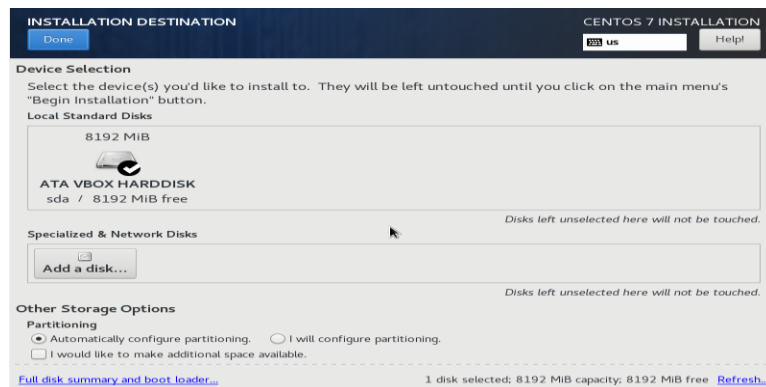 INSTALLATION DESTINATION
CENTOS 7 INSTALLATION
Done
us
Help!
Device Selection
Select the device(s) you'd like to install to. They will be left untouched until you click on the main menu's
"Begin Installation" button.
Local Standard Disks
8192 MiB
ATA VBOX HARDDISK
sda / 8192 MiB free
Disks left unselected here will not be touched.
Specialized & Network Disks
Add a disk...
Disks left unselected here will not be touched.
Other Storage Options
Partitioning
Automatically configure partitioning. I will configure partitioning.
I would like to make additional space available.
Full disk summary and boot loader...
1 disk selected; 8192 MiB capacity; 8192 MiB free Refresh..